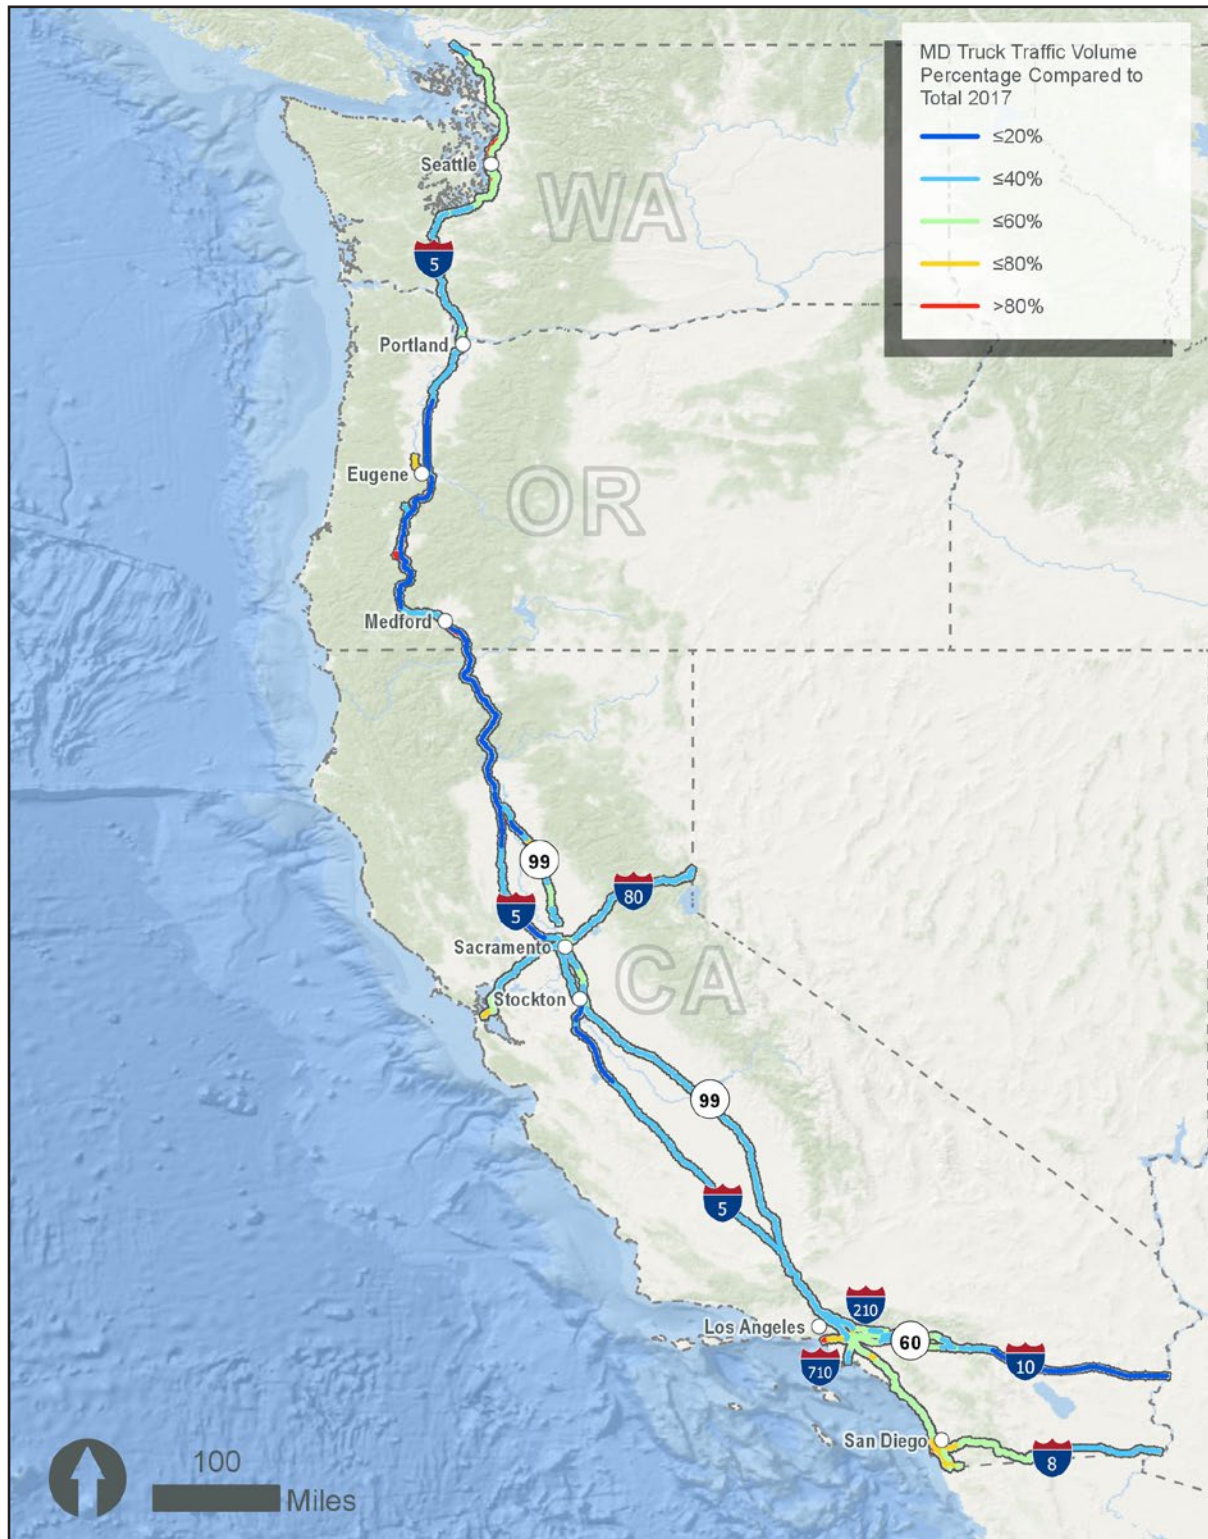 MD Truck Traffic Volume
Percentage Compared to
Total 2017
≤20%
≤40%
≤60%
≤80%
>80%
Seattle
WA
5
Portland
Eugene
OR
Medford
99
80
5
Sacramento
CA
Stockton
99
5
210
Los Angeles
60
710
10
San Diego
8
100
Miles